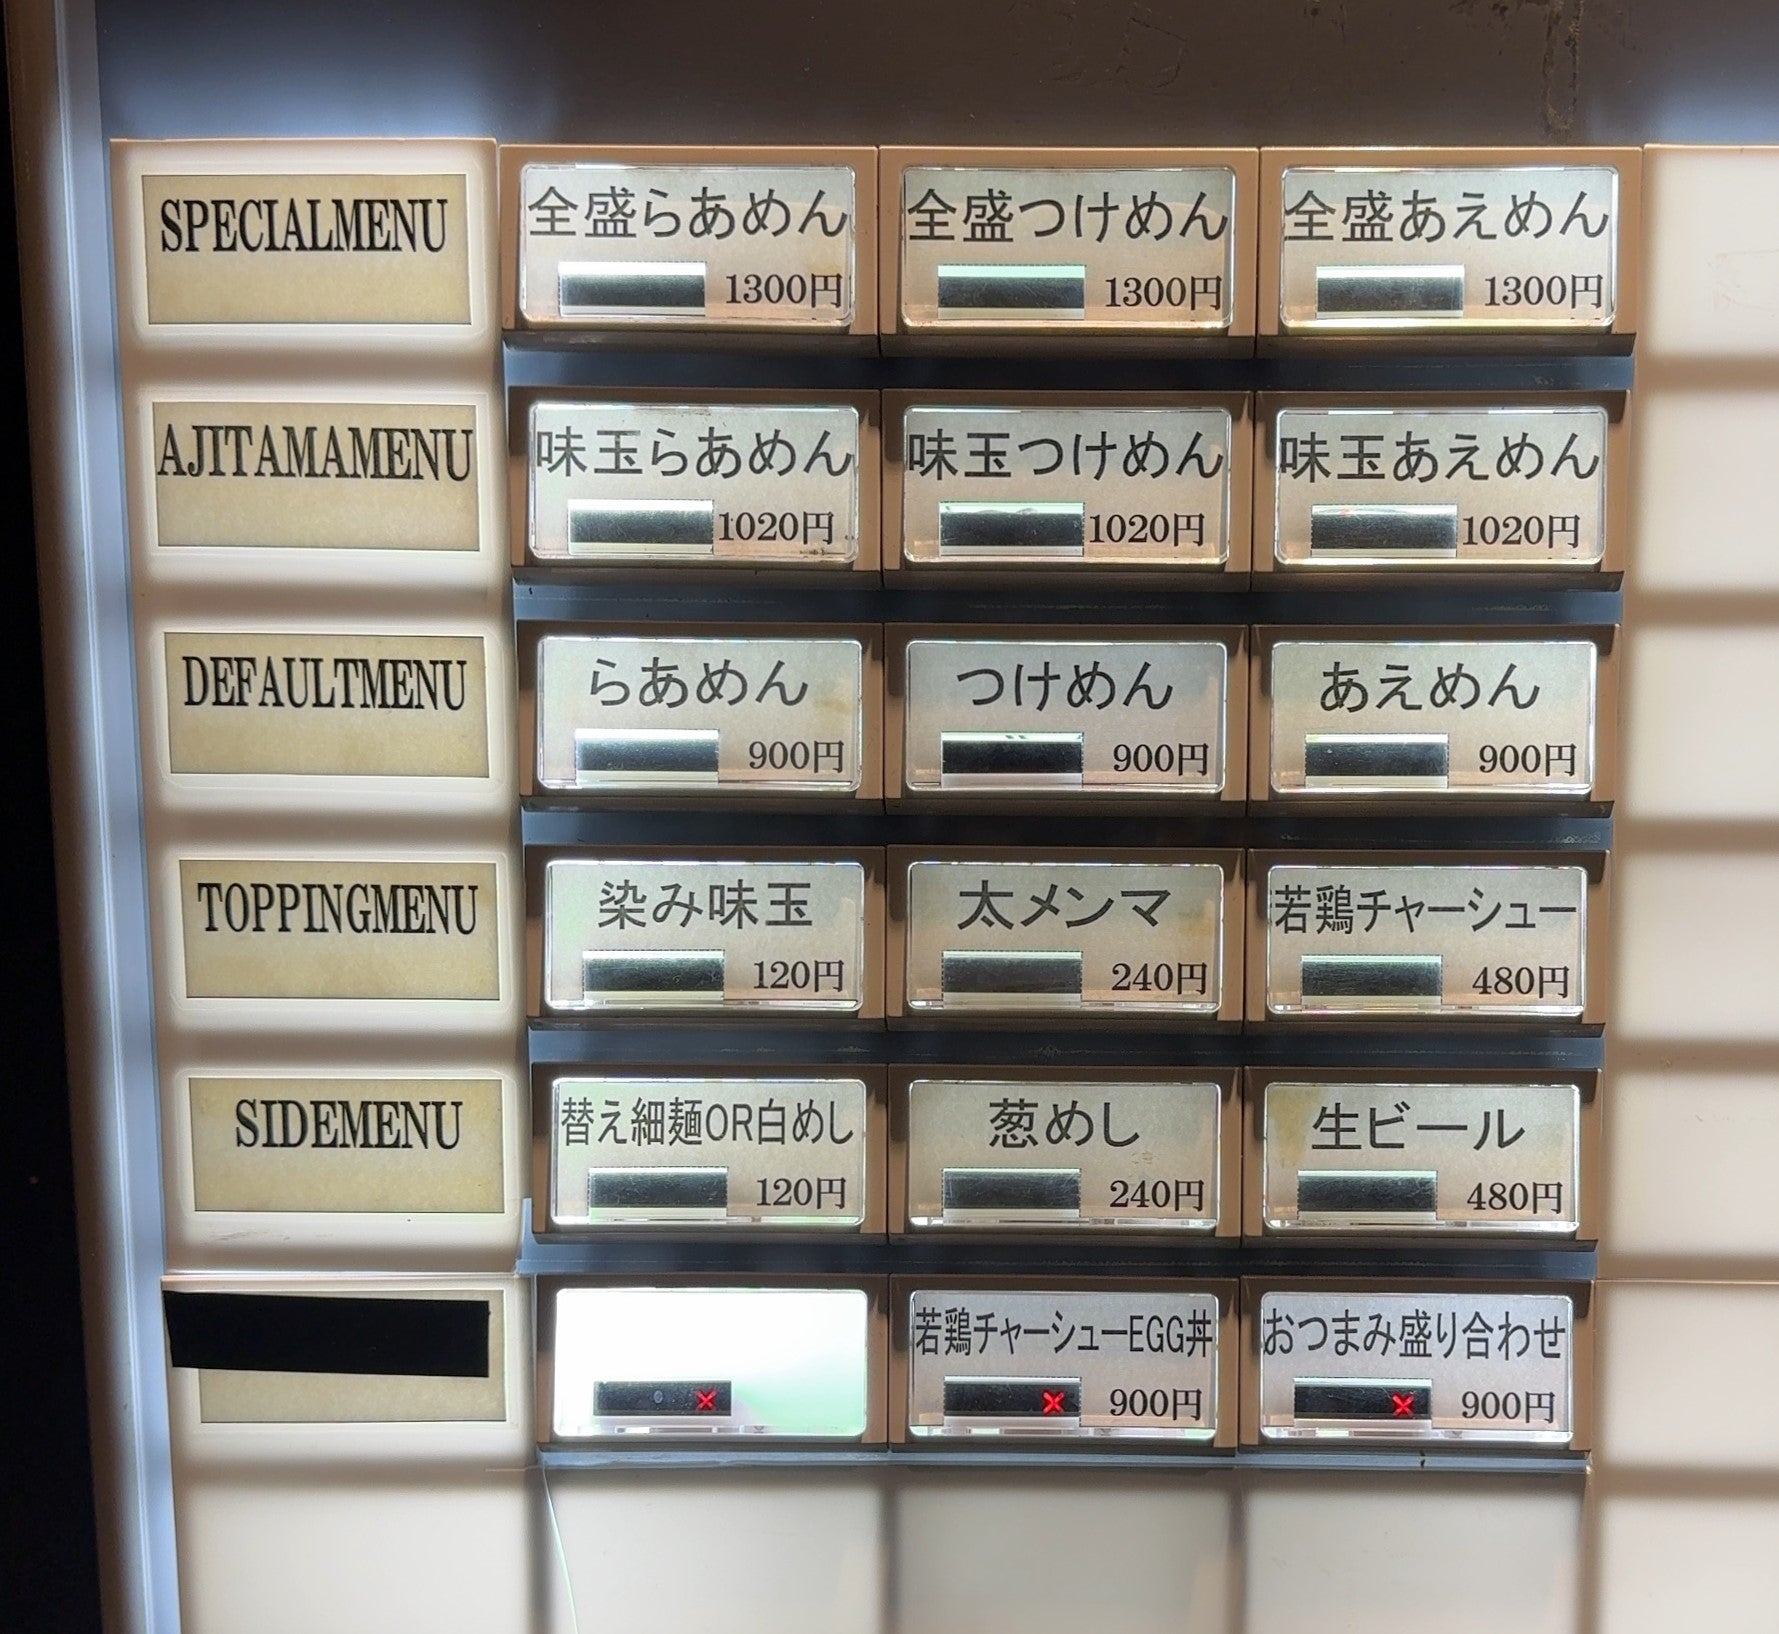 SPECIALMENU
全盛らあめん
1300円
全盛つけめん
1300円
全盛あえめん
1300円
AJITAMAMENU
味玉らあめん
1020円
味玉つけめん
1020円
味玉あえめん
1020円
DEFAULTMENU
らあめん
900円
つけめん
900円
あえめん
900円
TOPPINGMENU
染み味玉
120円
太メンマ
240円
若鶏チャーシュー
480円
SIDEMENU
替え細麺OR白めし
120円
葱めし
240円
生ビール
480円
×
若鶏チャーシューEGG丼
× 900円
おつまみ盛り合わせ
× 900円